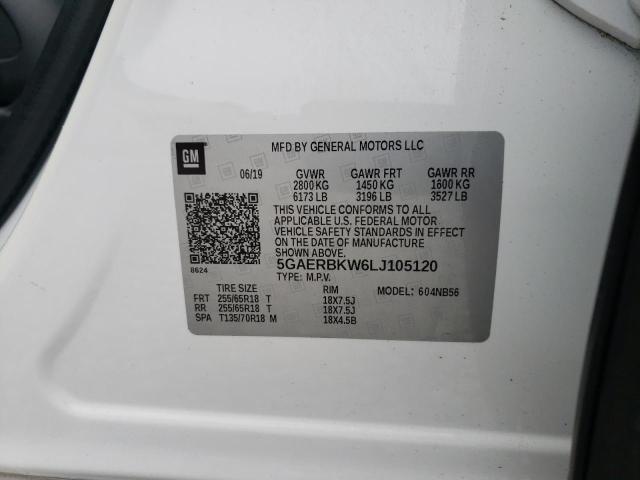 GM
MFD BY GENERAL MOTORS LLC
06/19 GVWR GAWR FRT GAWR RR
2800 KG 1450 KG 1600 KG
6173 LB 3196 LB 3527 LB
THIS VEHICLE CONFORMS TO ALL
APPLICABLE U.S. FEDERAL MOTOR
VEHICLE SAFETY STANDARDS IN EFFECT
ON THE DATE OF MANUFACTURE
SHOWN ABOVE.
8624
5GAERBKW6LJ105120
TYPE: M.P.V.
TIRE SIZE RIM MODEL: 604NB56
FRT 255/65R18 T 18X7.5J
RR 255/65R18 T 18X7.5J
SPA T135/70R18 M 18X4.5B